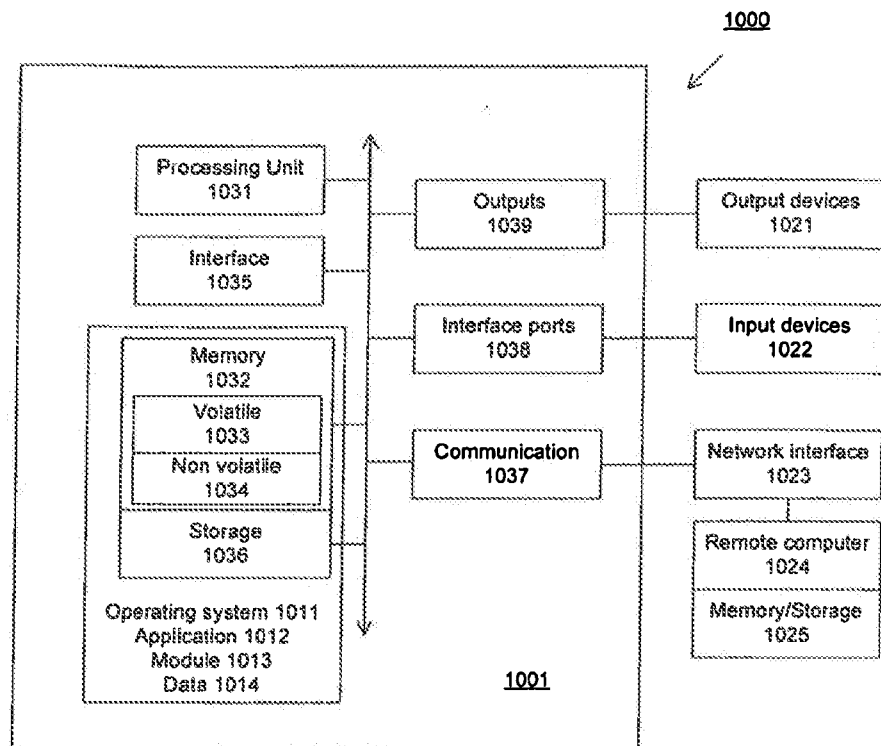 1000
Processing Unit
1031
Interface
1035
Memory
1032
Volatile
1033
Non volatile
1034
Storage
1036
Operating system 1011
Application 1012
Module 1013
Data 1014
Outputs
1039
Interface ports
1038
Communication
1037
1001
Output devices
1021
Input devices
1022
Network interface
1023
Remote computer
1024
Memory/Storage
1025